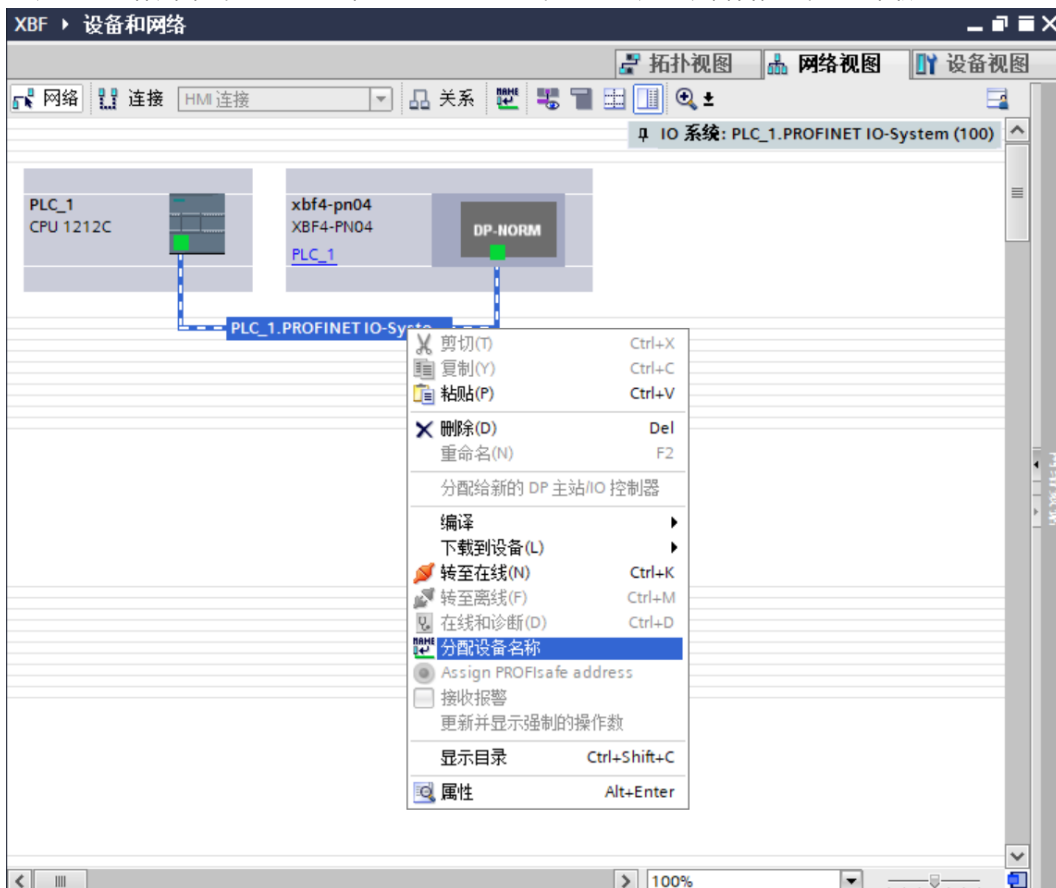 XBF ▸ 设备和网络
拓扑视图 网络视图 设备视图
网络 连接 HMI 连接 关系
IO 系统: PLC_1.PROFINET IO-System (100)
PLC_1
CPU 1212C
xbf4-pn04
XBF4-PN04
PLC_1
DP-NORM
PLC_1.PROFINET IO-Syste...
剪切(T) Ctrl+X
复制(Y) Ctrl+C
粘贴(P) Ctrl+V
删除(D) Del
重命名(N) F2
分配给新的 DP 主站/IO 控制器
编译
下载到设备(L)
转至在线(N) Ctrl+K
转至离线(F) Ctrl+M
在线和诊断(D) Ctrl+D
分配设备名称
Assign PROFIsafe address
接收报警
更新并显示强制的操作数
显示目录 Ctrl+Shift+C
属性 Alt+Enter
100%